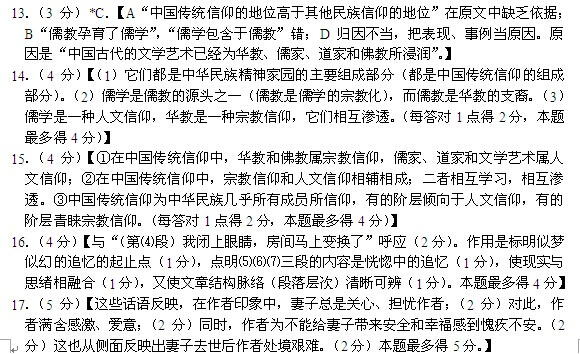 13.（3 分）*C.【A“中国传统信仰的地位高于其他民族信仰的地位”在原文中缺乏依据；
B“儒教孕育了儒学”，“儒学包含于儒教”错；D 归因不当，把表现、事例当原因。原
因是“中国古代的文学艺术已经为华教、儒家、道家和佛教所浸润”。】
14.（4 分）【（1）它们都是中华民族精神家园的主要组成部分（都是中国传统信仰的组成
部分）。（2）儒学是儒教的源头之一（儒教是儒学的宗教化），而儒教是华教的支裔。（3）
儒学是一种人文信仰，华教是一种宗教信仰，它们相互渗透。（每答对 1 点得 2 分，本题
最多得 4 分）】
15.（4 分）【①在中国传统信仰中，华教和佛教属宗教信仰，儒家、道家和文学艺术属人
文信仰；②在中国传统信仰中，宗教信仰和人文信仰相辅相成；二者相互学习，相互渗
透。③中国传统信仰为中华民族几乎所有成员所信仰，有的阶层倾向于人文信仰，有的
阶层青睐宗教信仰。（每答对 1 点得 2 分，本题最多得 4 分）】
16.（4 分）【与“（第⑷段）我闭上眼睛，房间马上变换了”呼应（2 分）。作用是标明似梦
似幻的追忆的起止点（1 分），点明⑸⑹⑺三段的内容是恍惚中的追忆（1 分），使现实与
思绪相融合（1 分），又使文章结构脉络（段落层次）清晰可辨（1 分）。本题最多得 4 分】
17.（5 分）【这些话语反映，在作者印象中，妻子总是关心、担忧作者；（2 分）对此，作
者满含感激、爱意；（2 分）同时，作者为不能给妻子带来安全和幸福感到愧疚不安。（2
分）这也从侧面反映出妻子去世后作者处境艰难。（2分）本题最多得 5 分。】